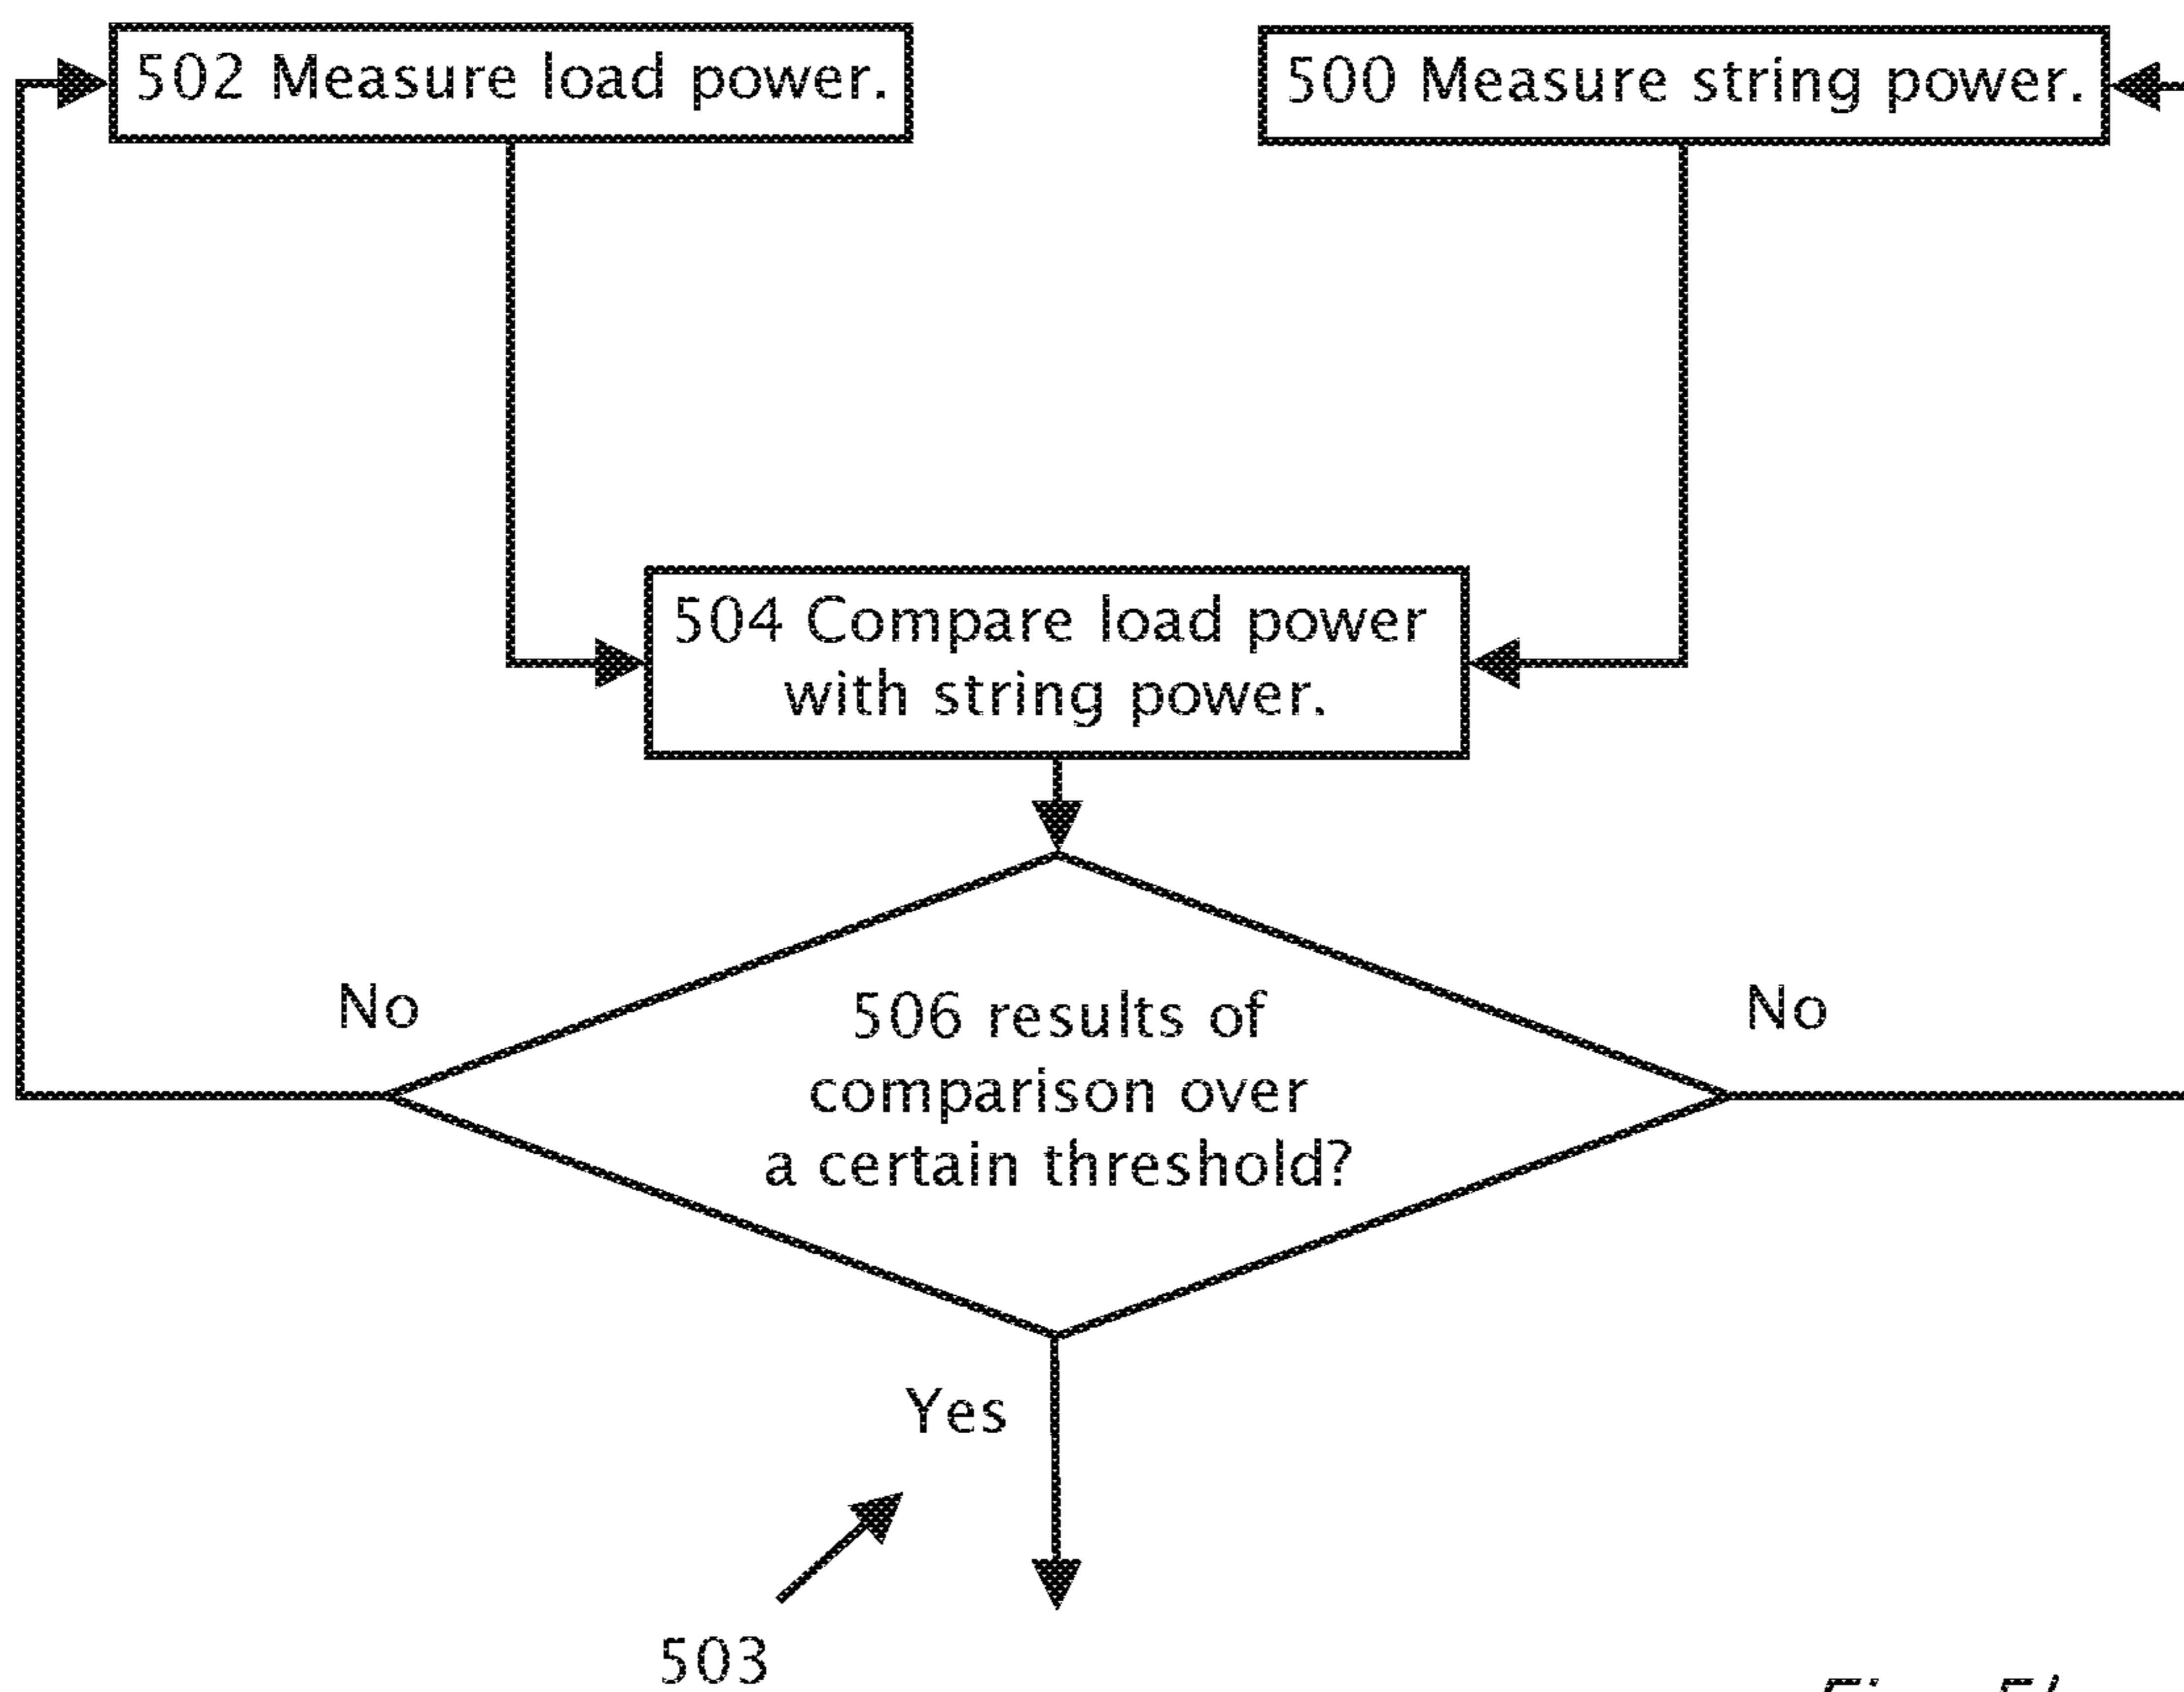 502 Measure load power.
500 Measure string power.
504 Compare load power
with string power.
No
No
506 results of
comparison over
a certain threshold?
Yes
503